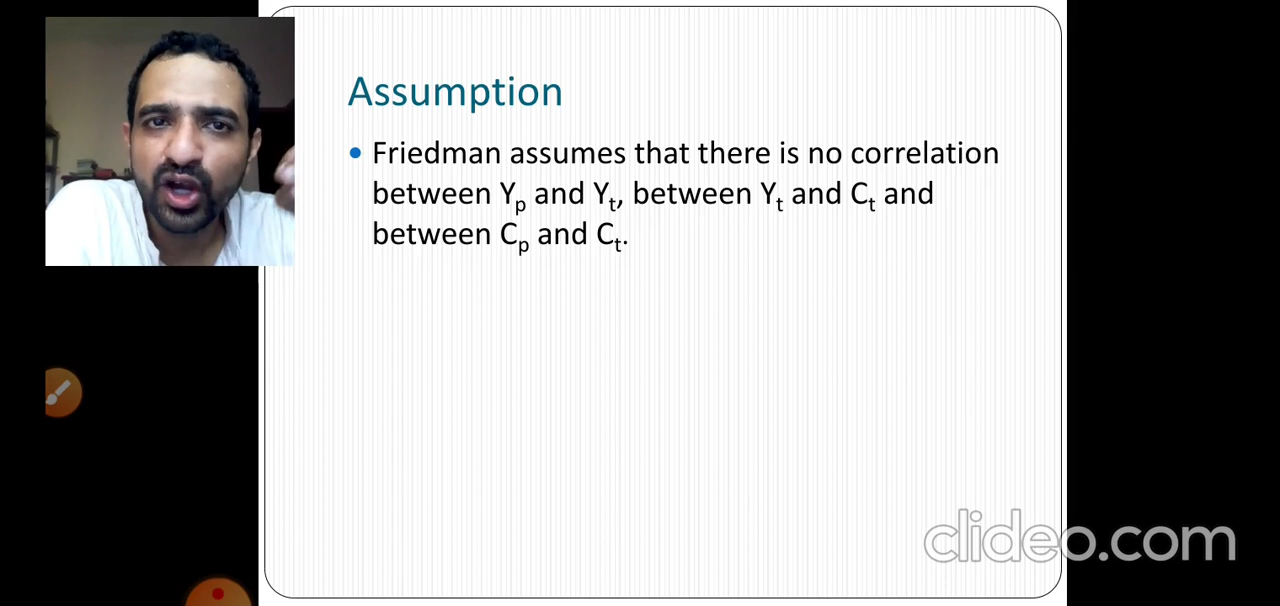 Assumption
• Friedman assumes that there is no correlation
between Yₚ and Yₜ, between Yₜ and Cₜ and
between Cₚ and Cₜ.
clideo.com